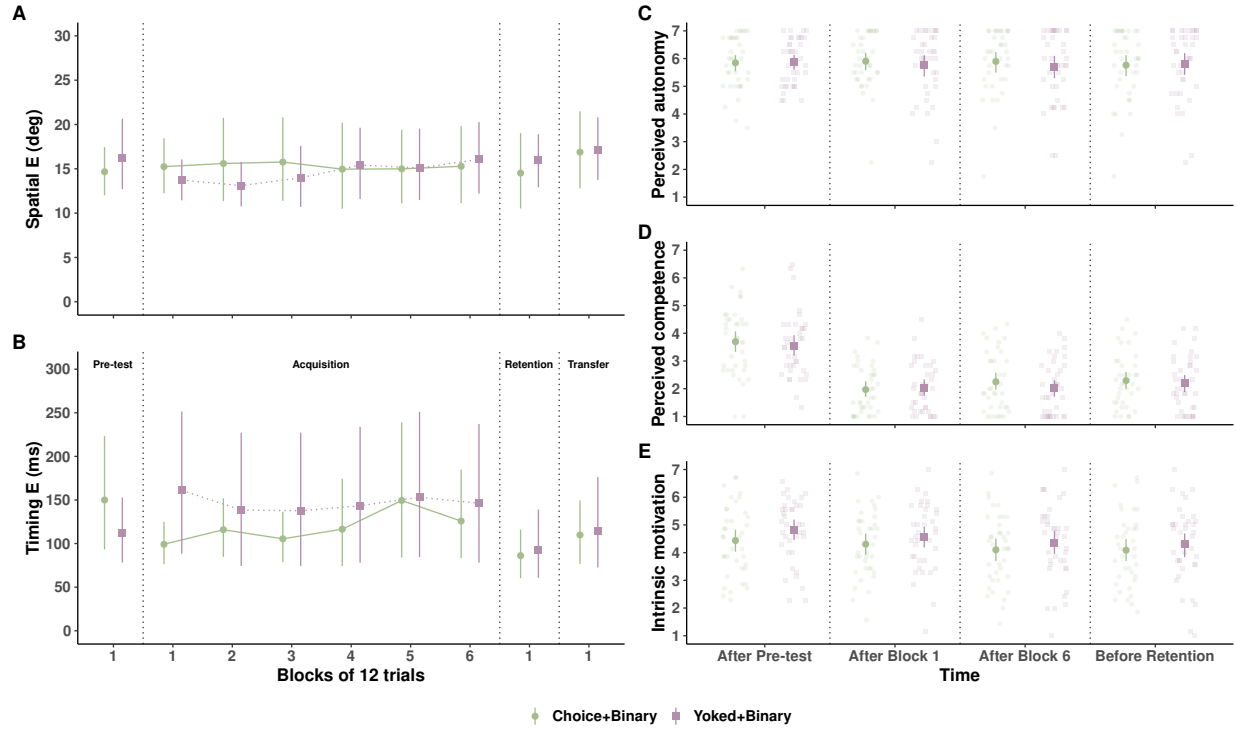 A
Spatial E (deg)
30
25
20
15
10
5
0
B
Timing E (ms)
300
250
200
150
100
50
0
Pre-test
Acquisition
Retention
Transfer
1
1
2
3
4
5
6
1
1
Blocks of 12 trials
C
Perceived autonomy
7
6
5
4
3
2
1
D
Perceived competence
7
6
5
4
3
2
1
E
Intrinsic motivation
7
6
5
4
3
2
1
After Pre-test
After Block 1
After Block 6
Before Retention
Time
Choice+Binary
Yoked+Binary